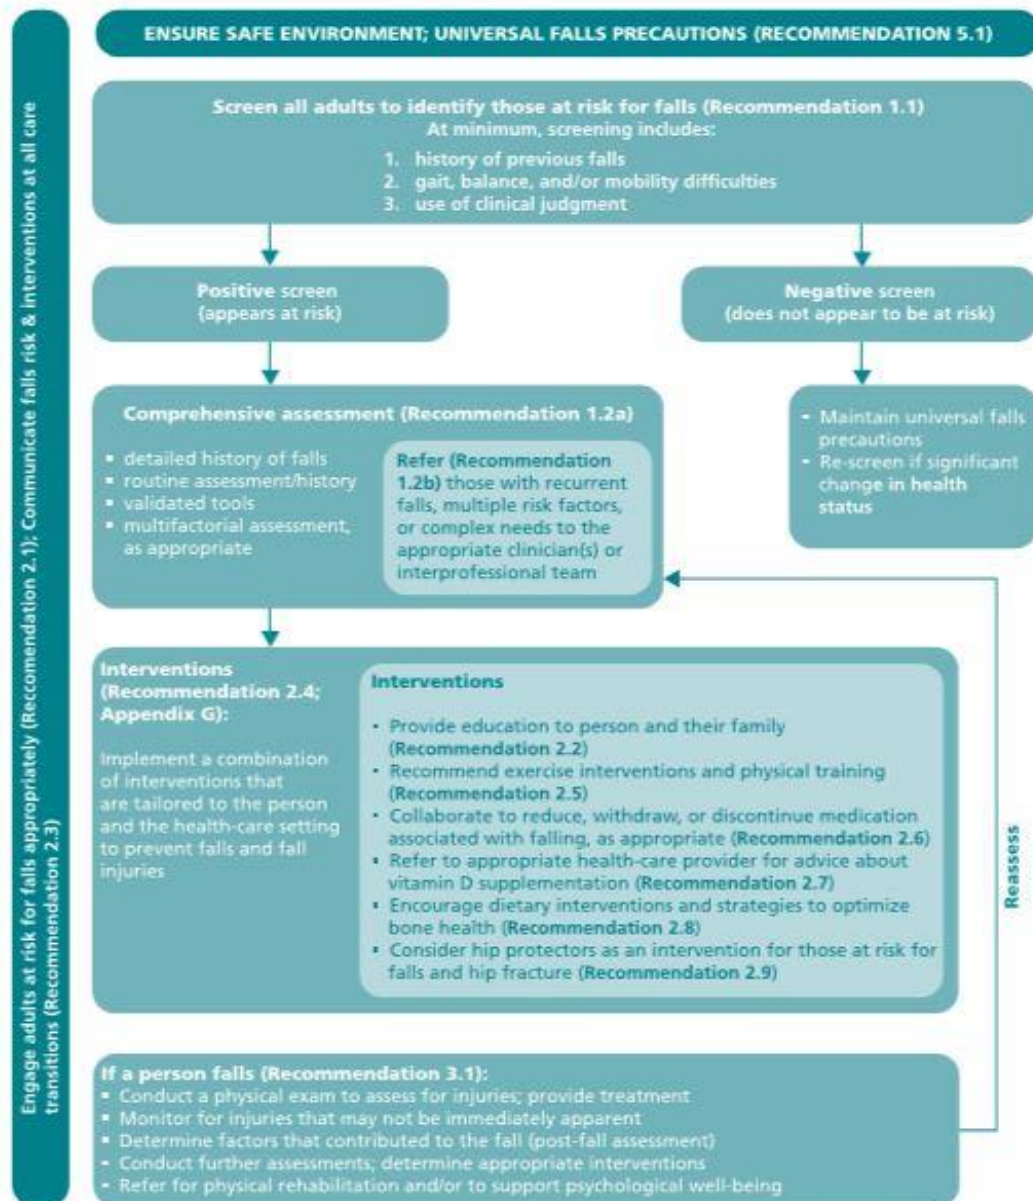 ENSURE SAFE ENVIRONMENT; UNIVERSAL FALLS PRECAUTIONS (RECOMMENDATION 5.1)
Engage adults at risk for falls appropriately (Reccomendation 2.1); Communicate falls risk & interventions at all care
transitions (Recommendation 2.3)
Screen all adults to identify those at risk for falls (Recommendation 1.1)
At minimum, screening includes:
1. history of previous falls
2. gait, balance, and/or mobility difficulties
3. use of clinical judgment
Positive screen
(appears at risk)
Negative screen
(does not appear to be at risk)
Comprehensive assessment (Recommendation 1.2a)
▪ detailed history of falls
▪ routine assessment/history
▪ validated tools
▪ multifactorial assessment,
as appropriate
Refer (Recommendation
1.2b) those with recurrent
falls, multiple risk factors,
or complex needs to the
appropriate clinician(s) or
interprofessional team
▪ Maintain universal falls
precautions
▪ Re-screen if significant
change in health
status
Interventions
(Recommendation 2.4;
Appendix G):
Implement a combination
of interventions that
are tailored to the person
and the health-care setting
to prevent falls and fall
injuries
Interventions
▪ Provide education to person and their family
(Recommendation 2.2)
▪ Recommend exercise interventions and physical training
(Recommendation 2.5)
▪ Collaborate to reduce, withdraw, or discontinue medication
associated with falling, as appropriate (Recommendation 2.6)
▪ Refer to appropriate health-care provider for advice about
vitamin D supplementation (Recommendation 2.7)
▪ Encourage dietary interventions and strategies to optimize
bone health (Recommendation 2.8)
▪ Consider hip protectors as an intervention for those at risk for
falls and hip fracture (Recommendation 2.9)
Reassess
If a person falls (Recommendation 3.1):
▪ Conduct a physical exam to assess for injuries; provide treatment
▪ Monitor for injuries that may not be immediately apparent
▪ Determine factors that contributed to the fall (post-fall assessment)
▪ Conduct further assessments; determine appropriate interventions
▪ Refer for physical rehabilitation and/or to support psychological well-being